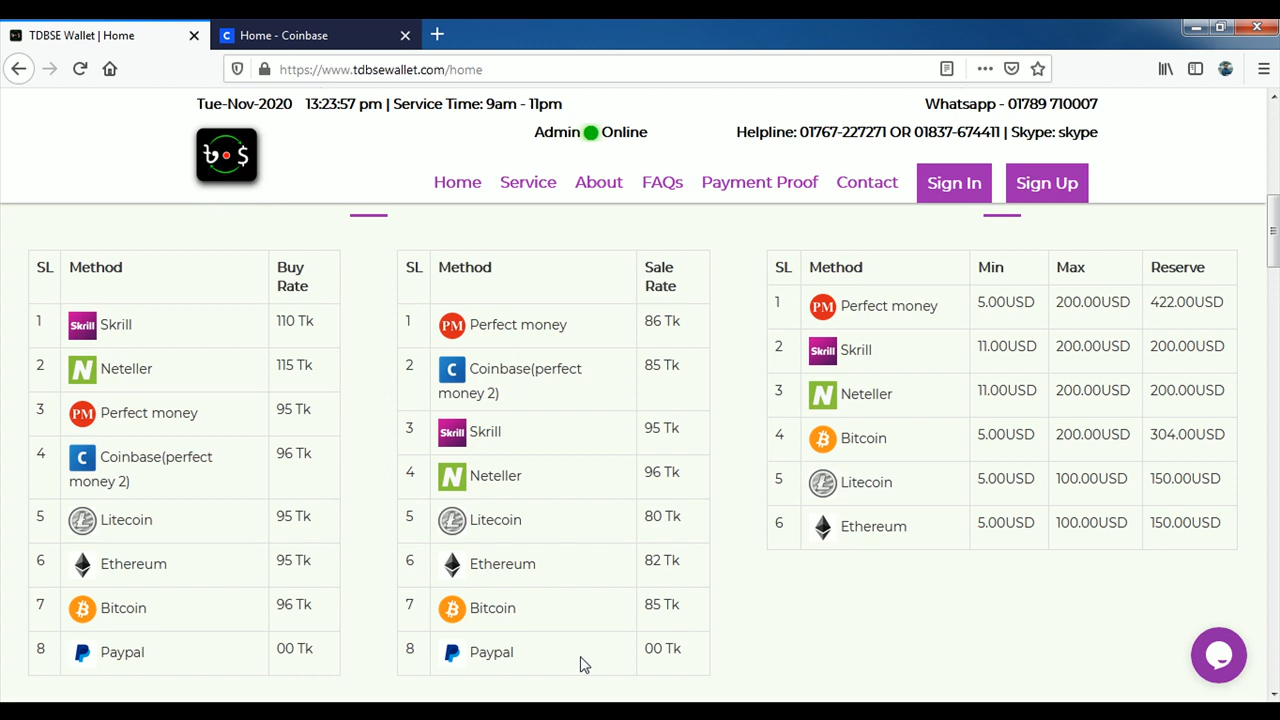 TDBSE Wallet | Home
Home - Coinbase
https://www.tdbsewallet.com/home
Tue-Nov-2020 13:23:57 pm | Service Time: 9am - 11pm
Whatsapp - 01789 710007
Admin Online
Helpline: 01767-227271 OR 01837-674411 | Skype: skype
৳ $
Home Service About FAQs Payment Proof Contact Sign In Sign Up
SL Method Buy Rate
1 Skrill Skrill 110 Tk
2 N Neteller 115 Tk
3 PM Perfect money 95 Tk
4 C Coinbase(perfect
money 2) 96 Tk
5 Litecoin 95 Tk
6 Ethereum 95 Tk
7 Bitcoin 96 Tk
8 Paypal 00 Tk
SL Method Sale Rate
1 PM Perfect money 86 Tk
2 C Coinbase(perfect
money 2) 85 Tk
3 Skrill Skrill 95 Tk
4 N Neteller 96 Tk
5 Litecoin 80 Tk
6 Ethereum 82 Tk
7 Bitcoin 85 Tk
8 Paypal 00 Tk
SL Method Min Max Reserve
1 PM Perfect money 5.00USD 200.00USD 422.00USD
2 Skrill Skrill 11.00USD 200.00USD 200.00USD
3 N Neteller 11.00USD 200.00USD 200.00USD
4 Bitcoin 5.00USD 200.00USD 304.00USD
5 Litecoin 5.00USD 100.00USD 150.00USD
6 Ethereum 5.00USD 100.00USD 150.00USD